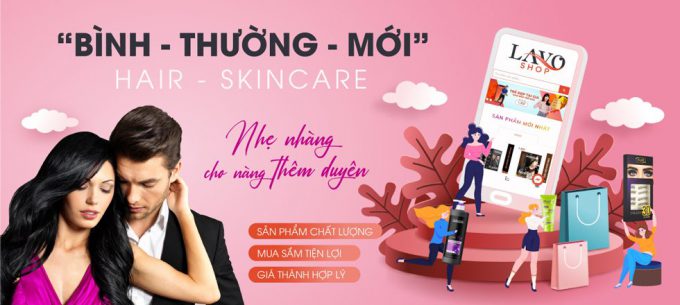 “BÌNH - THƯỜNG - MỚI”
HAIR - SKINCARE
Nhẹ nhàng
cho nàng thêm duyên
SẢN PHẨM CHẤT LƯỢNG
MUA SẮM TIỆN LỢI
GIÁ THÀNH HỢP LÝ
LAVO
SHOP
SẢN PHẨM MỚI NHẤT